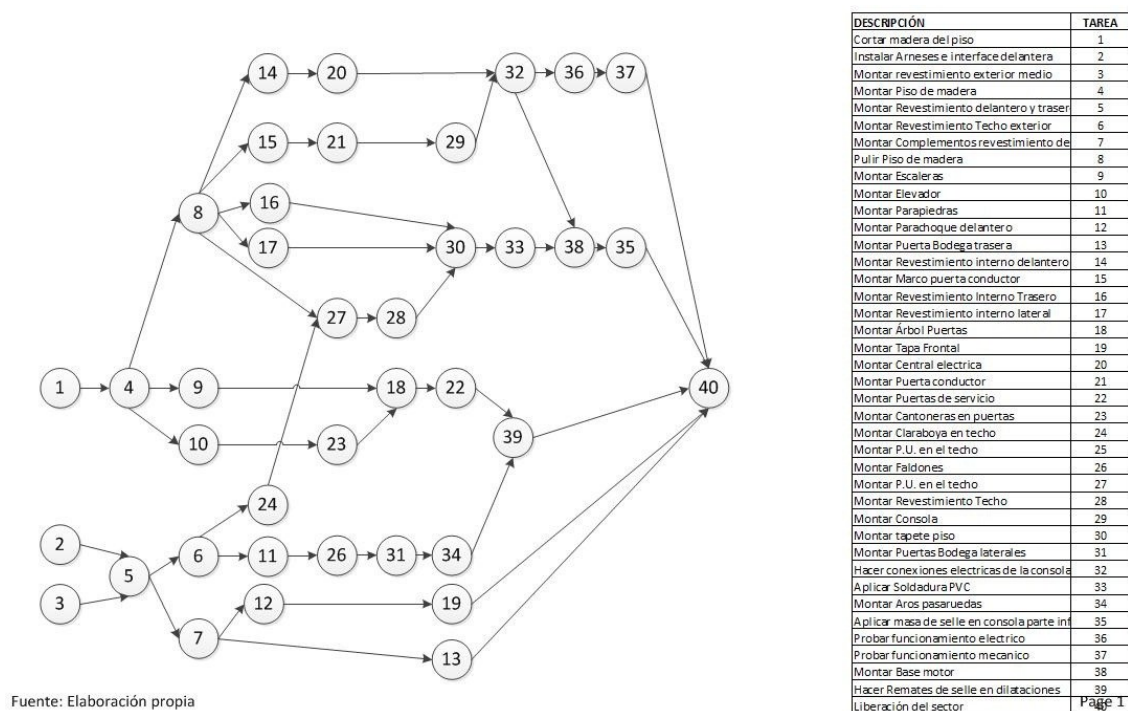 14 20 32 36 37
15 21 29
8 16
17 30 33 38 35
27 28
1 4 9 18 22 40
10 23 39
24
2 6 11 26 31 34
5
3 12 19
7 13
Fuente: Elaboración propia
DESCRIPCIÓN TAREA
Cortar madera del piso 1
Instalar Arneses e interface delantera 2
Montar revestimiento exterior medio 3
Montar Piso de madera 4
Montar Revestimiento delantero y traser 5
Montar Revestimiento Techo exterior 6
Montar Complementos revestimiento de 7
Pulir Piso de madera 8
Montar Escaleras 9
Montar Elevador 10
Montar Parapiedras 11
Montar Parachoque delantero 12
Montar Puerta Bodega trasera 13
Montar Revestimiento interno delantero 14
Montar Marco puerta conductor 15
Montar Revestimiento Interno Trasero 16
Montar Revestimiento interno lateral 17
Montar Árbol Puertas 18
Montar Tapa Frontal 19
Montar Central electrica 20
Montar Puerta conductor 21
Montar Puertas de servicio 22
Montar Cantoneras en puertas 23
Montar Claraboya en techo 24
Montar P.U. en el techo 25
Montar Faldones 26
Montar P.U. en el techo 27
Montar Revestimiento Techo 28
Montar Consola 29
Montar tapete piso 30
Montar Puertas Bodega laterales 31
Hacer conexiones electricas de la consola 32
Aplicar Soldadura PVC 33
Montar Aros pasaruedas 34
Aplicar masa de selle en consola parte inf 35
Probar funcionamiento electrico 36
Probar funcionamiento mecanico 37
Montar Base motor 38
Hacer Remates de selle en dilataciones 39
Liberación del sector 40
Page 1